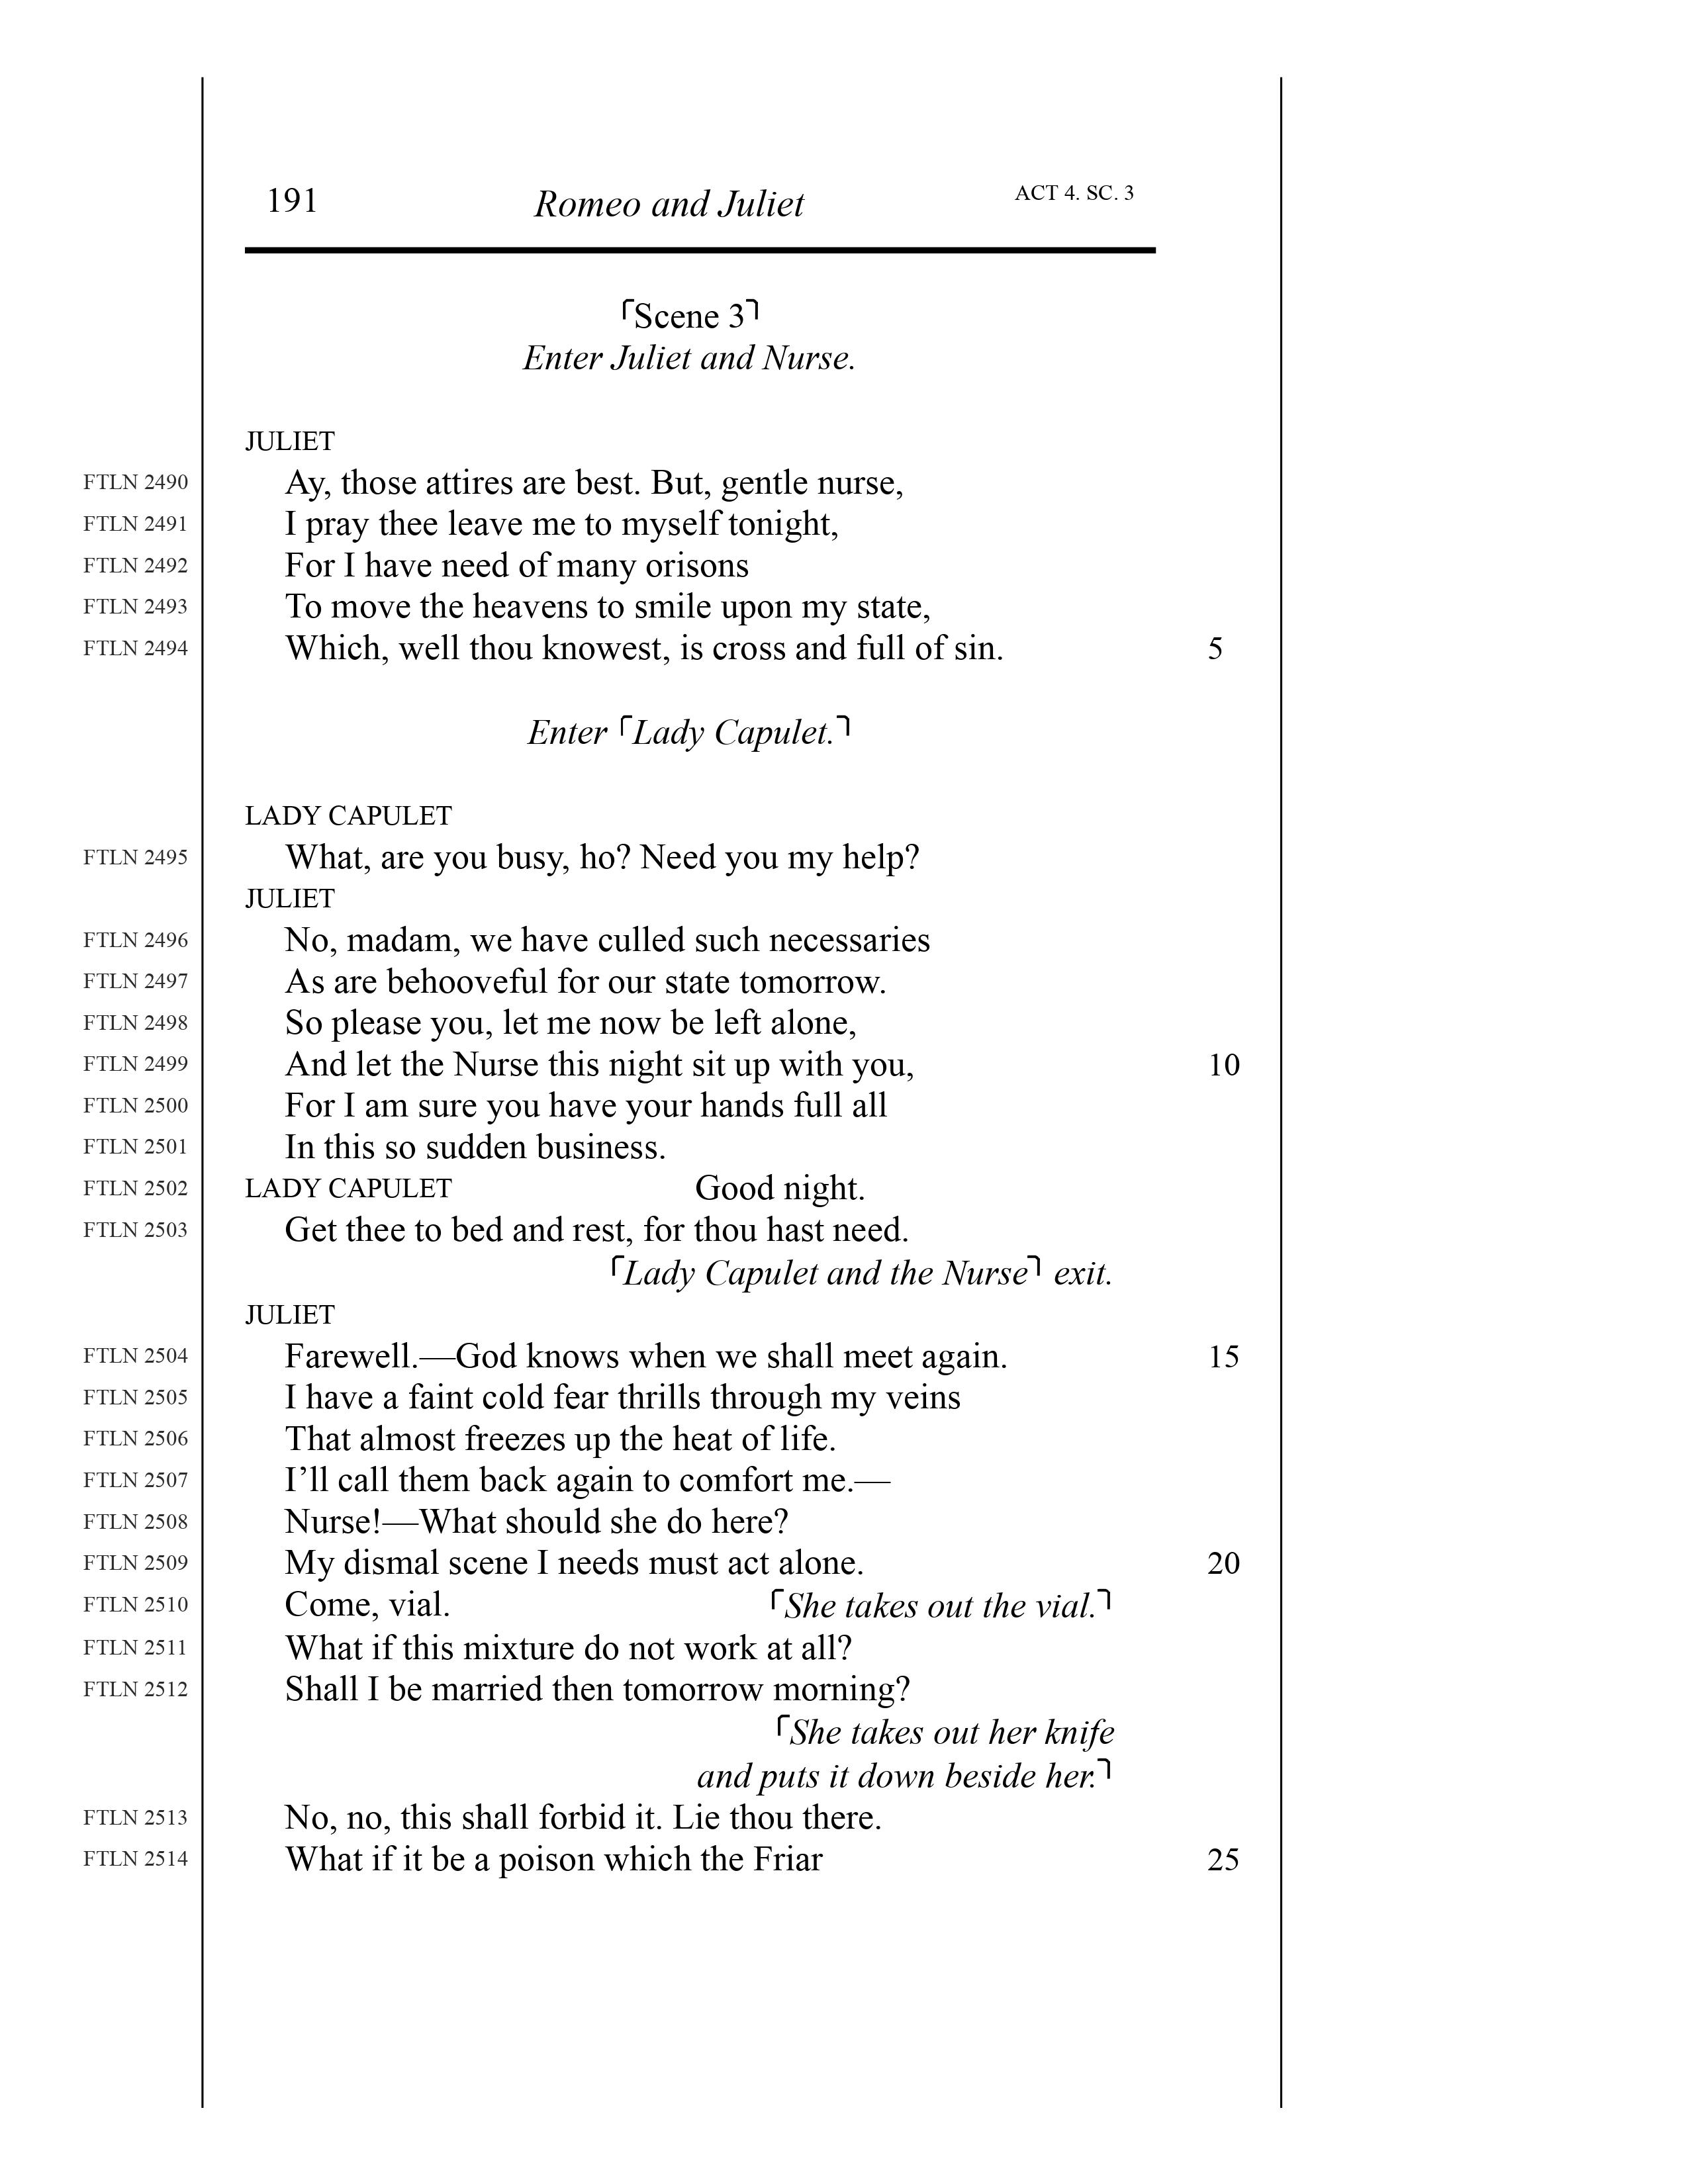 191 Romeo and Juliet ACT 4. SC. 3
⌜Scene 3⌝
Enter Juliet and Nurse.
JULIET
FTLN 2490 Ay, those attires are best. But, gentle nurse,
FTLN 2491 I pray thee leave me to myself tonight,
FTLN 2492 For I have need of many orisons
FTLN 2493 To move the heavens to smile upon my state,
FTLN 2494 Which, well thou knowest, is cross and full of sin. 5
Enter ⌜Lady Capulet.⌝
LADY CAPULET
FTLN 2495 What, are you busy, ho? Need you my help?
JULIET
FTLN 2496 No, madam, we have culled such necessaries
FTLN 2497 As are behooveful for our state tomorrow.
FTLN 2498 So please you, let me now be left alone,
FTLN 2499 And let the Nurse this night sit up with you, 10
FTLN 2500 For I am sure you have your hands full all
FTLN 2501 In this so sudden business.
FTLN 2502 LADY CAPULET Good night.
FTLN 2503 Get thee to bed and rest, for thou hast need.
⌜Lady Capulet and the Nurse⌝ exit.
JULIET
FTLN 2504 Farewell.—God knows when we shall meet again. 15
FTLN 2505 I have a faint cold fear thrills through my veins
FTLN 2506 That almost freezes up the heat of life.
FTLN 2507 I’ll call them back again to comfort me.—
FTLN 2508 Nurse!—What should she do here?
FTLN 2509 My dismal scene I needs must act alone. 20
FTLN 2510 Come, vial. ⌜She takes out the vial.⌝
FTLN 2511 What if this mixture do not work at all?
FTLN 2512 Shall I be married then tomorrow morning?
⌜She takes out her knife
and puts it down beside her.⌝
FTLN 2513 No, no, this shall forbid it. Lie thou there.
FTLN 2514 What if it be a poison which the Friar 25